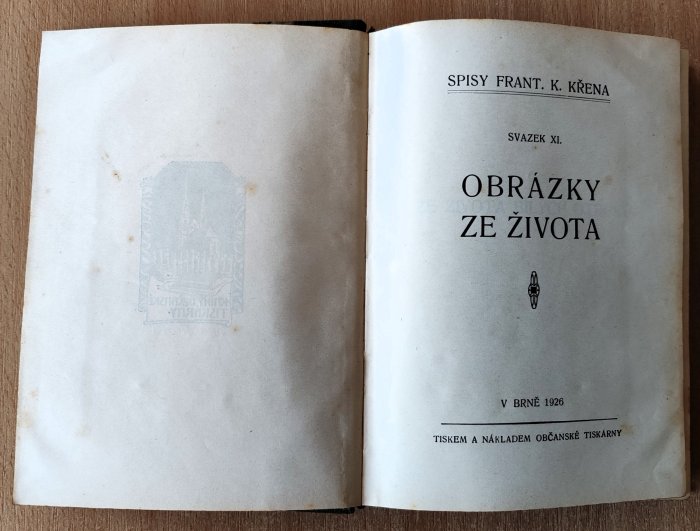 SPISY FRANT. K. KŘENA
SVAZEK XI.
OBRÁZKY
ZE ŽIVOTA
V BRNĚ 1926
TISKEM A NÁKLADEM OBČANSKÉ TISKÁRNY